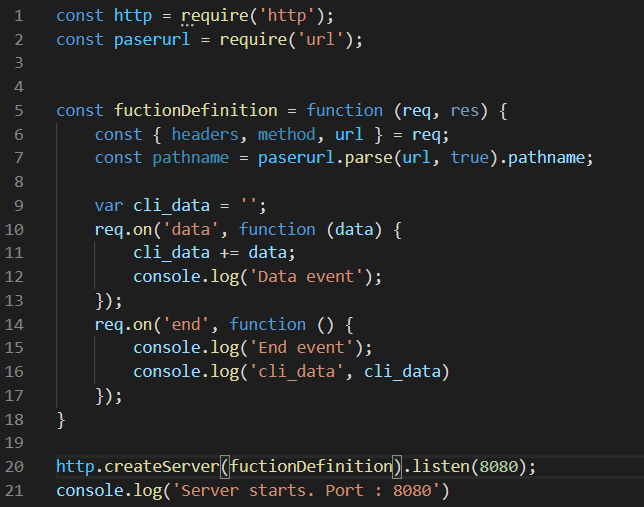 1 const http = require('http');
2 const paserurl = require('url');
3
4
5 const fuctionDefinition = function (req, res) {
6 const { headers, method, url } = req;
7 const pathname = paserurl.parse(url, true).pathname;
8
9 var cli_data = '';
10 req.on('data', function (data) {
11 cli_data += data;
12 console.log('Data event');
13 });
14 req.on('end', function () {
15 console.log('End event');
16 console.log('cli_data', cli_data)
17 });
18 }
19
20 http.createServer(fuctionDefinition).listen(8080);
21 console.log('Server starts. Port : 8080')